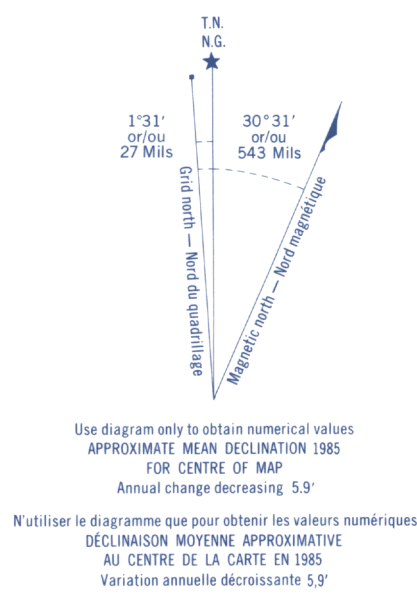 T.N.
N.G.
1°31′
or/ou
27 Mils
30°31′
or/ou
543 Mils
Grid north — Nord du quadrillage
Magnetic north — Nord magnétique
Use diagram only to obtain numerical values
APPROXIMATE MEAN DECLINATION 1985
FOR CENTRE OF MAP
Annual change decreasing 5.9′
N'utiliser le diagramme que pour obtenir les valeurs numériques
DÉCLINAISON MOYENNE APPROXIMATIVE
AU CENTRE DE LA CARTE EN 1985
Variation annuelle décroissante 5,9′